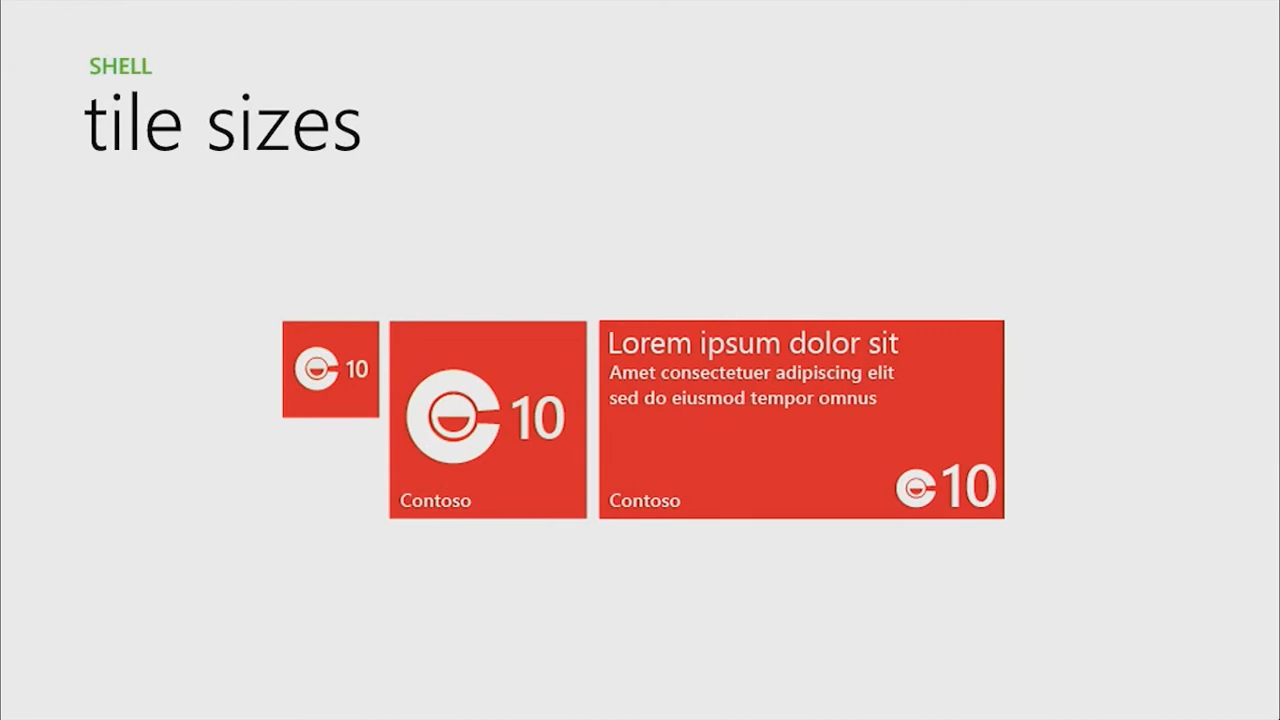 SHELL
tile sizes
10
10
Contoso
Lorem ipsum dolor sit
Amet consectetuer adipiscing elit
sed do eiusmod tempor omnus
Contoso
10